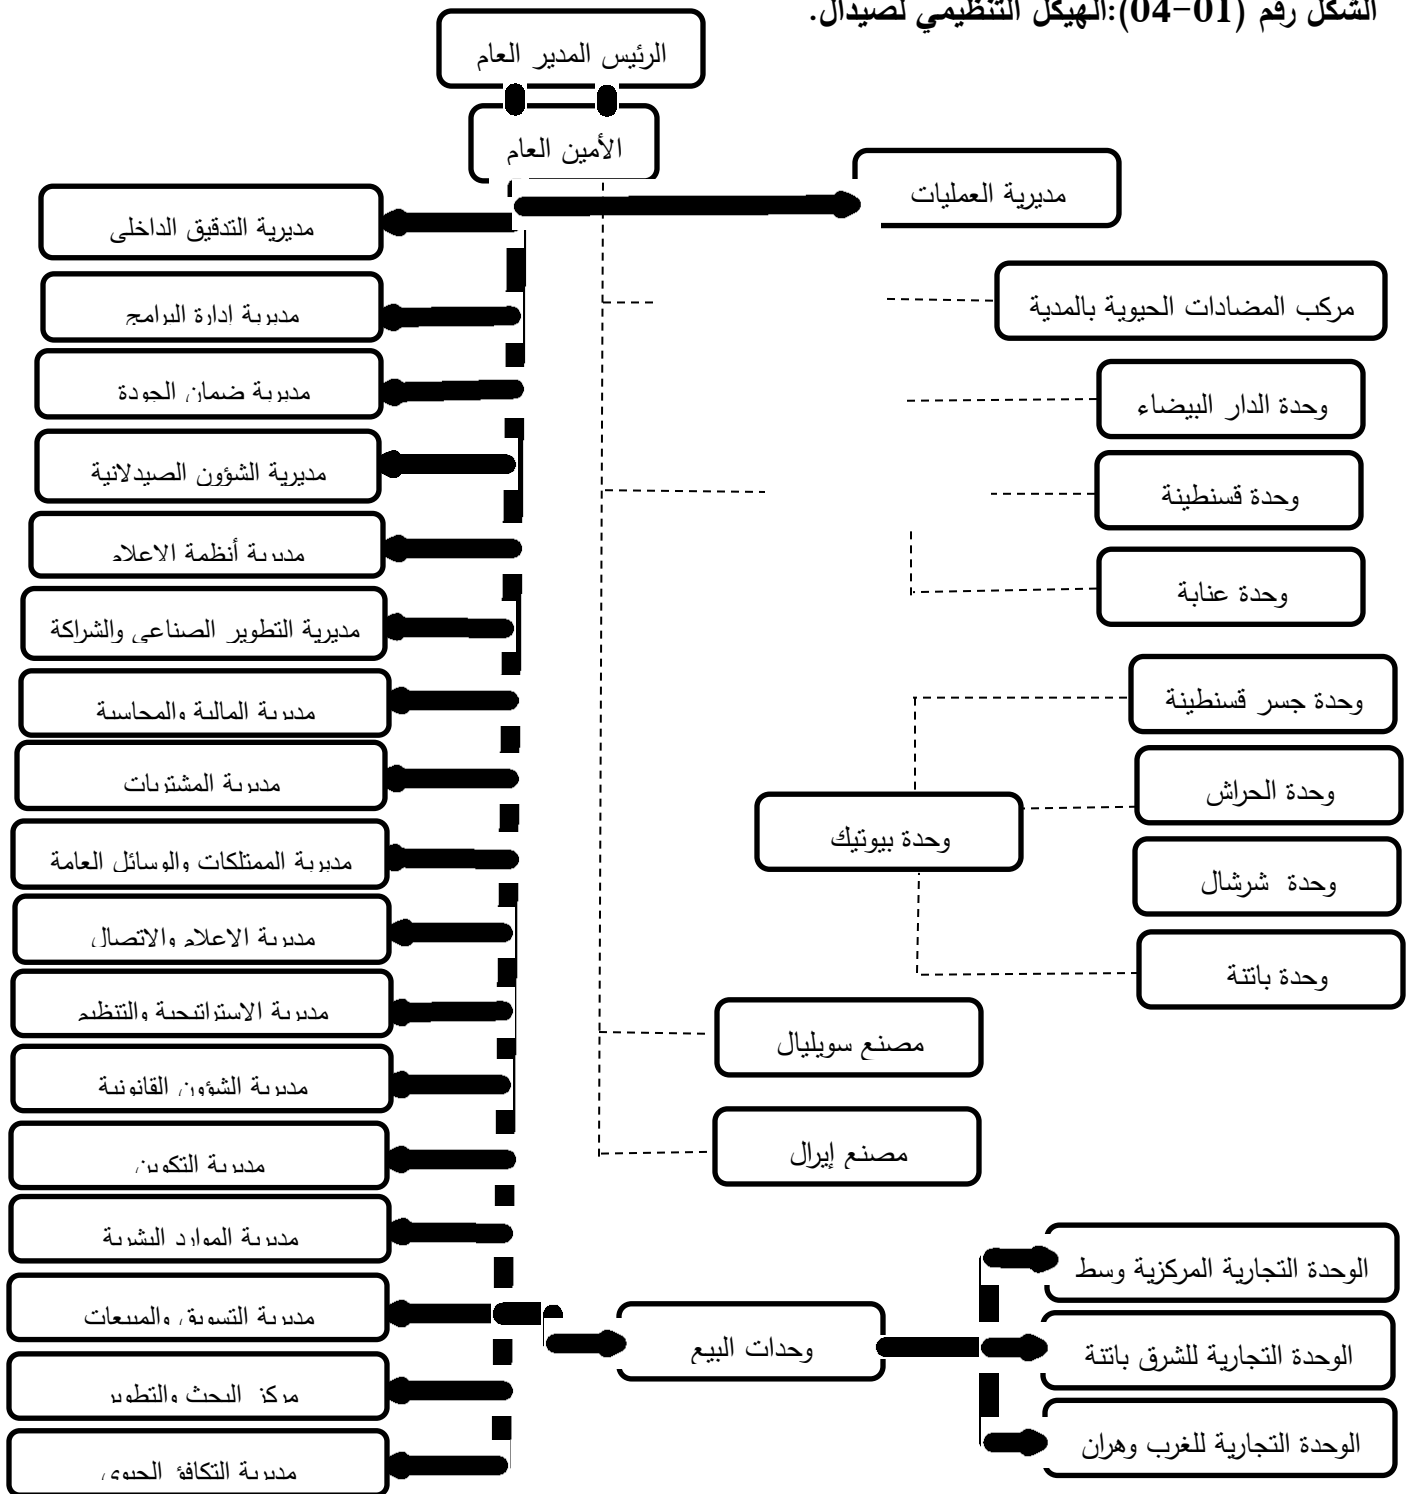 الشكل رقم (01-04):الهيكل التنظيمي لصيدال.
الرئيس المدير العام
الأمين العام
مديرية العمليات
مديرية التدقيق الداخلي
مديرية إدارة البرامج
مركب المضادات الحيوية بالمدية
مديرية ضمان الجودة
وحدة الدار البيضاء
مديرية الشؤون الصيدلانية
وحدة قسنطينة
مديرية أنظمة الاعلام
وحدة عنابة
مديرية التطوير الصناعي والشراكة
مديرية المالية والمحاسبة
وحدة جسر قسنطينة
مديرية المشتريات
وحدة الحراش
وحدة بيوتيك
مديرية الممتلكات والوسائل العامة
وحدة شرشال
مديرية الاعلام والاتصال
وحدة باتنة
مديرية الاستراتيجية والتنظيم
مصنع سويليال
مديرية الشؤون القانونية
مصنع إيرال
مديرية التكوين
مديرية الموارد البشرية
الوحدة التجارية المركزية وسط
مديرية التسويق والمبيعات
وحدات البيع
الوحدة التجارية للشرق باتنة
مركز البحث والتطوير
الوحدة التجارية للغرب وهران
مديرية التكافؤ الحيوي